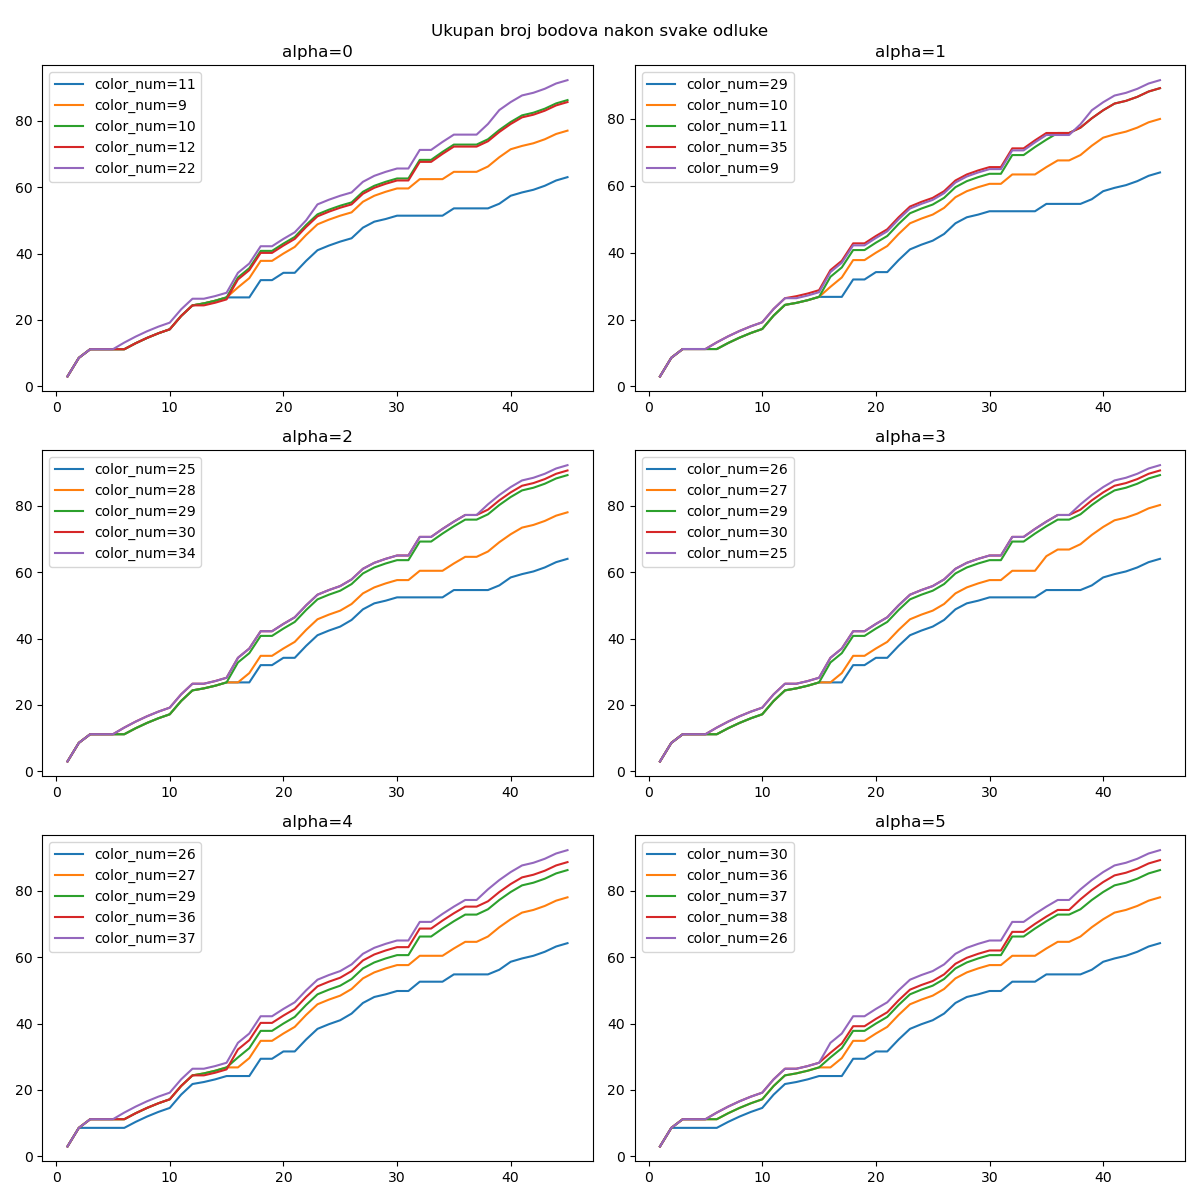 Ukupan broj bodova nakon svake odluke
alpha=0
color_num=11
color_num=9
color_num=10
color_num=12
color_num=22
80
60
40
20
0
0 10 20 30 40
alpha=1
color_num=29
color_num=10
color_num=11
color_num=35
color_num=9
80
60
40
20
0
0 10 20 30 40
alpha=2
color_num=25
color_num=28
color_num=29
color_num=30
color_num=34
80
60
40
20
0
0 10 20 30 40
alpha=3
color_num=26
color_num=27
color_num=29
color_num=30
color_num=25
80
60
40
20
0
0 10 20 30 40
alpha=4
color_num=26
color_num=27
color_num=29
color_num=36
color_num=37
80
60
40
20
0
0 10 20 30 40
alpha=5
color_num=30
color_num=36
color_num=37
color_num=38
color_num=26
80
60
40
20
0
0 10 20 30 40